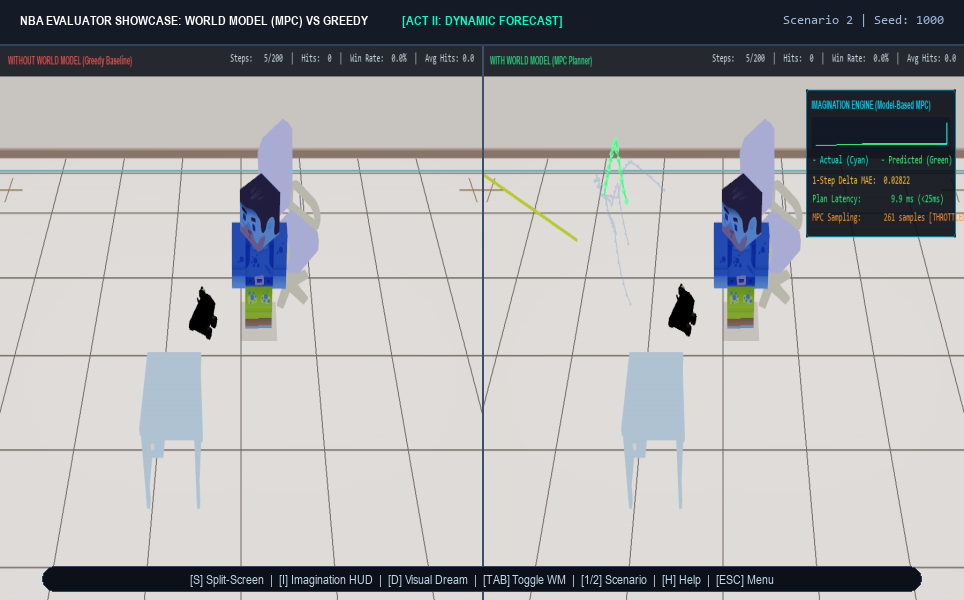 NBA EVALUATOR SHOWCASE: WORLD MODEL (MPC) VS GREEDY [ACT II: DYNAMIC FORECAST] Scenario 2 | Seed: 1000
WITHOUT WORLD MODEL (Greedy Baseline) Steps: 5/200 | Hits: 0 | Win Rate: 0.0% | Avg Hits: 0.0
WITH WORLD MODEL (MPC Planner) Steps: 5/200 | Hits: 0 | Win Rate: 0.0% | Avg Hits: 0.0
IMAGINATION ENGINE (Model-Based MPC)
- Actual (Cyan) - Predicted (Green)
1-Step Delta MAE: 0.02822
Plan Latency: 9.9 ms (<25ms)
MPC Sampling: 261 samples
[S] Split-Screen | [I] Imagination HUD | [D] Visual Dream | [TAB] Toggle WM | [1/2] Scenario | [H] Help | [ESC] Menu